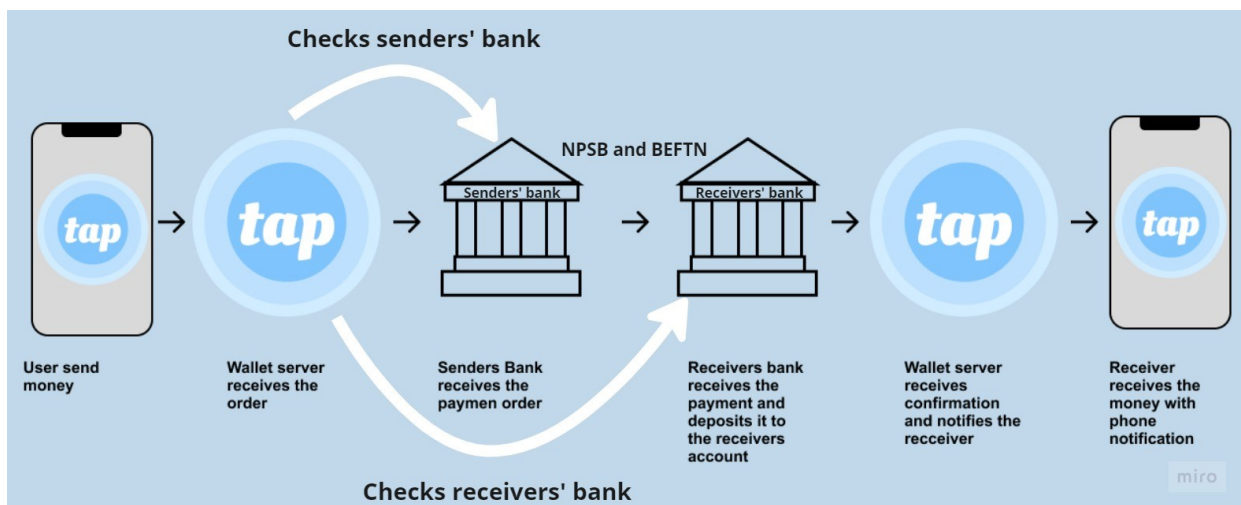 Checks senders' bank
NPSB and BEFTN
Senders' bank
Receivers' bank
tap
tap
tap
tap
User send
money
Wallet server
receives the
order
Senders Bank
receives the
paymen order
Receivers bank
receives the
payment and
deposits it to
the receivers
account
Wallet server
receives
confirmation
and notifies the
recceiver
Receiver
receives the
money with
phone
notification
Checks receivers' bank
miro